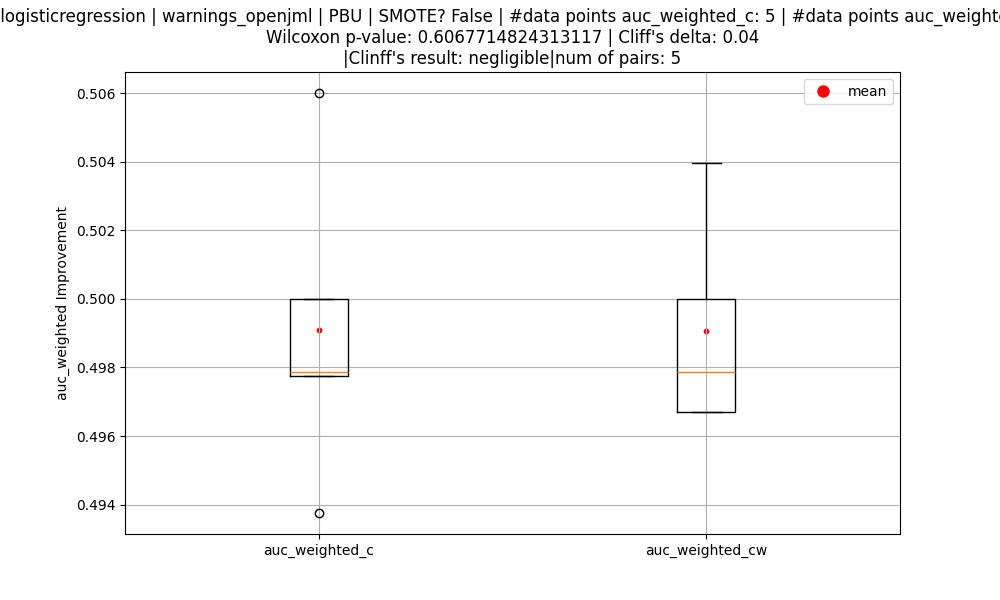 logisticregression | warnings_openjml | PBU | SMOTE? False | #data points auc_weighted_c: 5 | #data points
Wilcoxon p-value: 0.6067714824313117 | Cliff's delta: 0.04
|Clinff's result: negligible|num of pairs: 5
mean
0.506
0.504
0.502
0.500
0.498
0.496
0.494
auc_weighted Improvement
auc_weighted_c
auc_weighted_cw